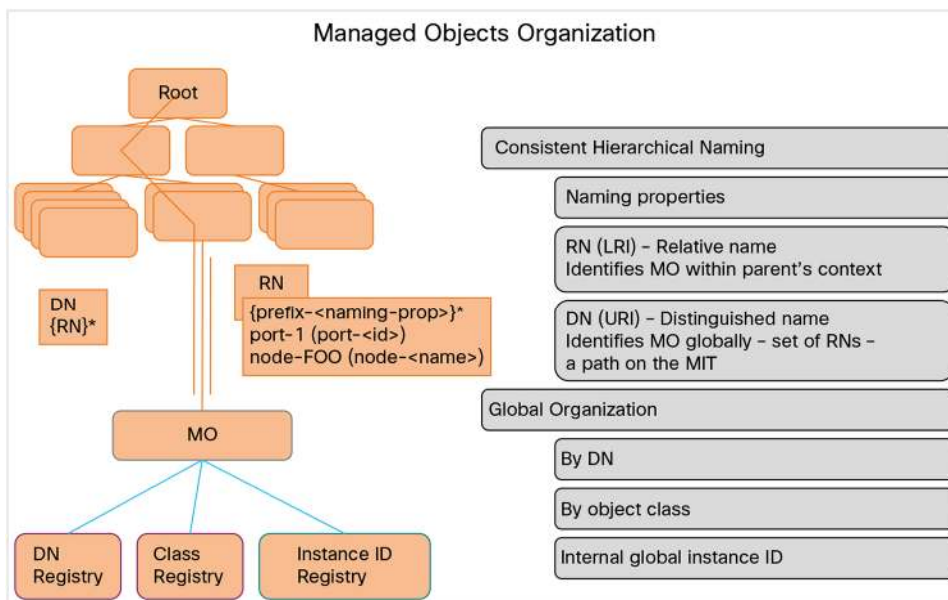 Managed Objects Organization
Root
DN
{RN}*
RN
{prefix-<naming-prop>}*
port-1 (port-<id>)
node-FOO (node-<name>)
MO
DN
Registry
Class
Registry
Instance ID
Registry
Consistent Hierarchical Naming
Naming properties
RN (LRI) – Relative name
Identifies MO within parent's context
DN (URI) – Distinguished name
Identifies MO globally – set of RNs –
a path on the MIT
Global Organization
By DN
By object class
Internal global instance ID